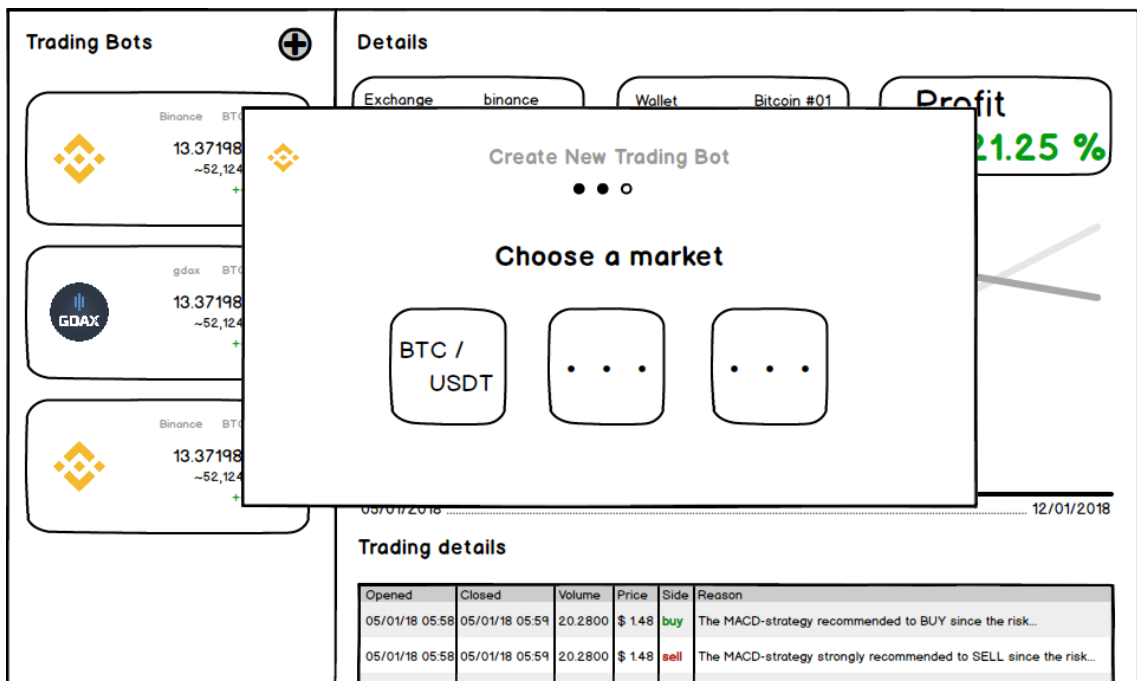 Trading Bots
Details
Exchange binance
Wallet Bitcoin #01
21.25 %
Binance
13.37198
~52,124
gdax
GDAX
13.37198
~52,124
Binance
13.37198
~52,124
Create New Trading Bot
Choose a market
BTC /
USDT
. . .
. . .
05/01/2018 12/01/2018
Trading details
Opened Closed Volume Price Side Reason
05/01/18 05:58 05/01/18 05:59 20.2800 $ 1.48 buy The MACD-strategy recommended to BUY since the risk...
05/01/18 05:58 05/01/18 05:59 20.2800 $ 1.48 sell The MACD-strategy strongly recommended to SELL since the risk...